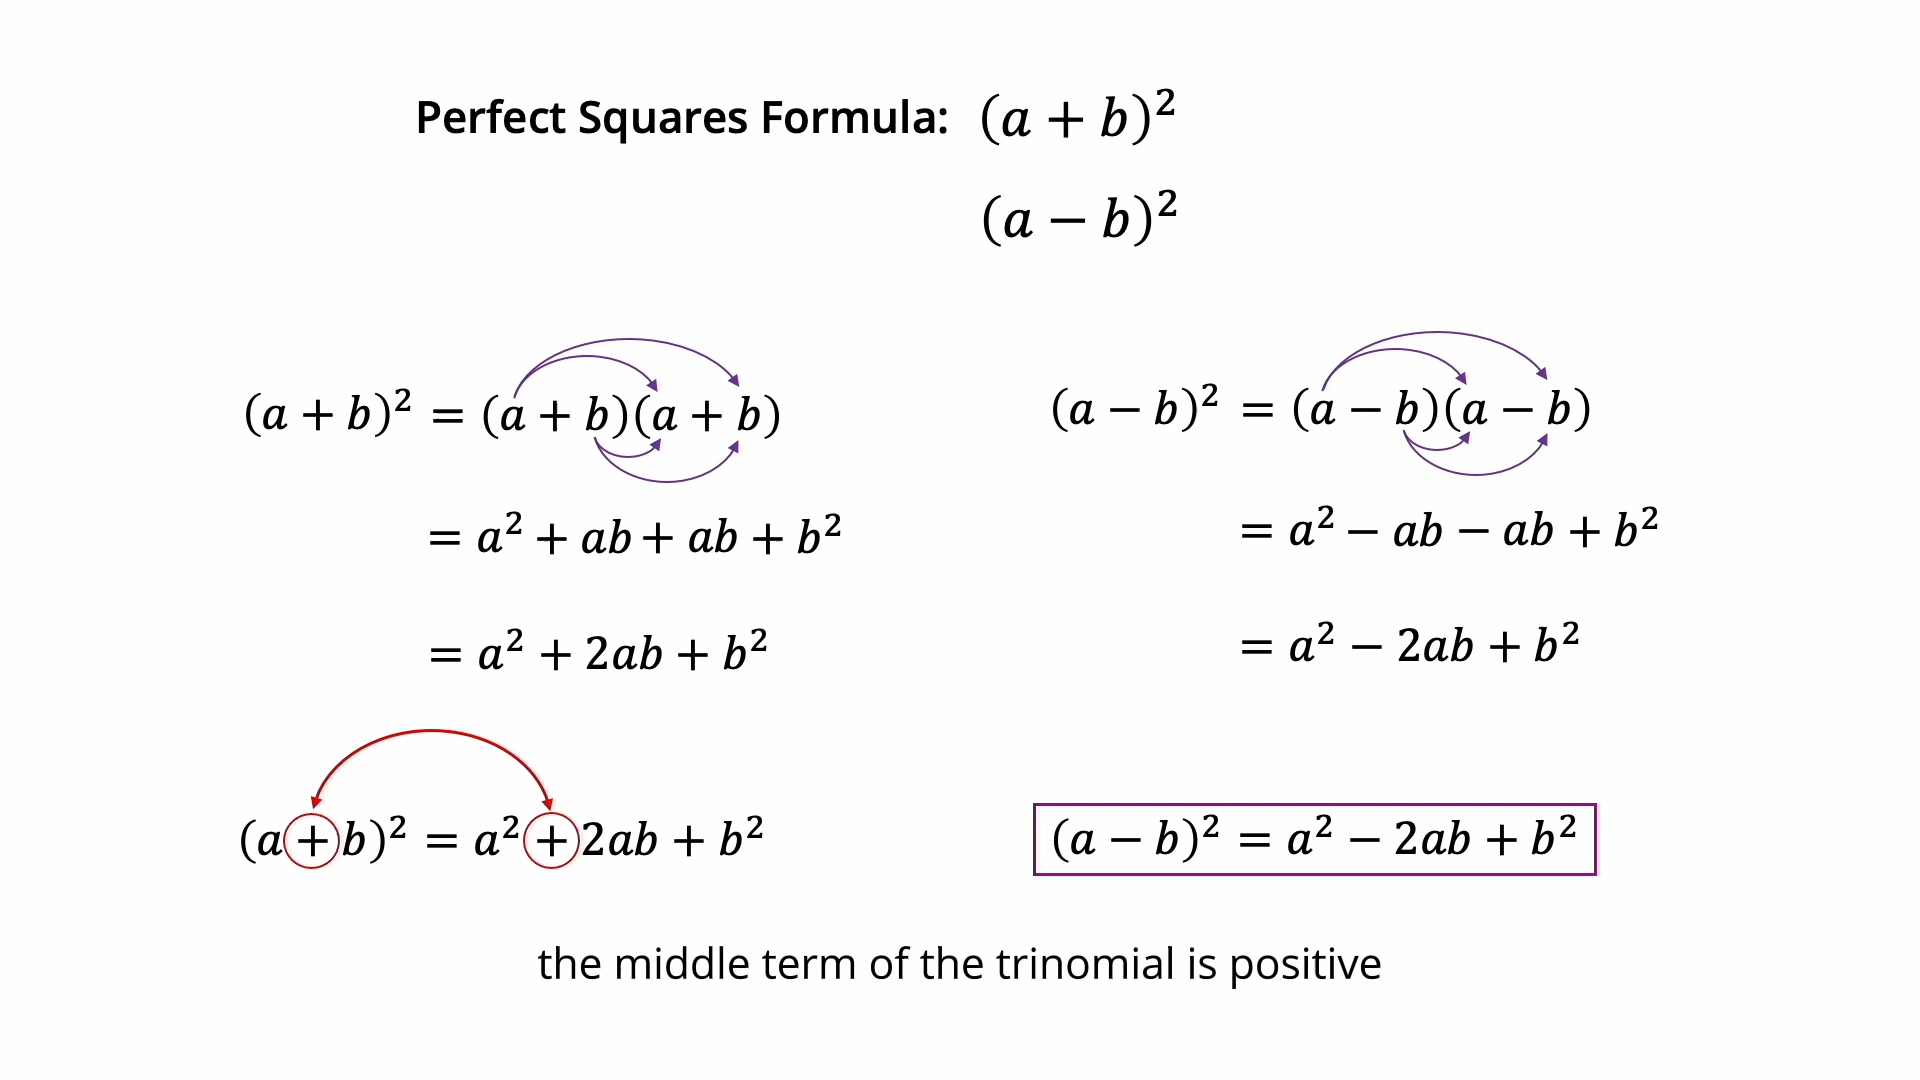 Perfect Squares Formula: (a + b)²
(a − b)²
(a + b)² = (a + b)(a + b)
= a² + ab + ab + b²
= a² + 2ab + b²
(a + b)² = a² + 2ab + b²
(a − b)² = (a − b)(a − b)
= a² − ab − ab + b²
= a² − 2ab + b²
(a − b)² = a² − 2ab + b²
the middle term of the trinomial is positive